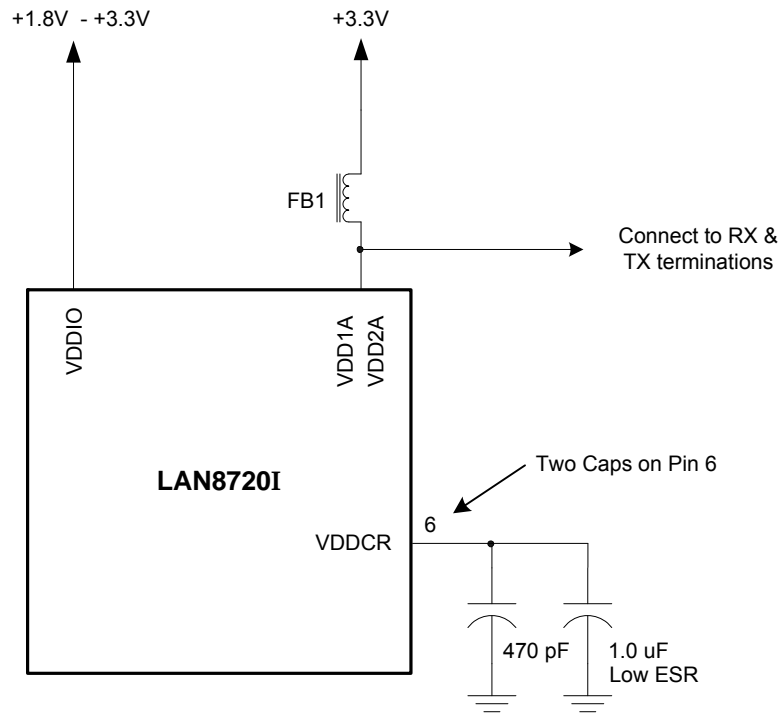 +1.8V - +3.3V
+3.3V
FB1
Connect to RX &
TX terminations
VDDIO
VDD1A
VDD2A
Two Caps on Pin 6
LAN8720I
6
VDDCR
470 pF
1.0 uF
Low ESR